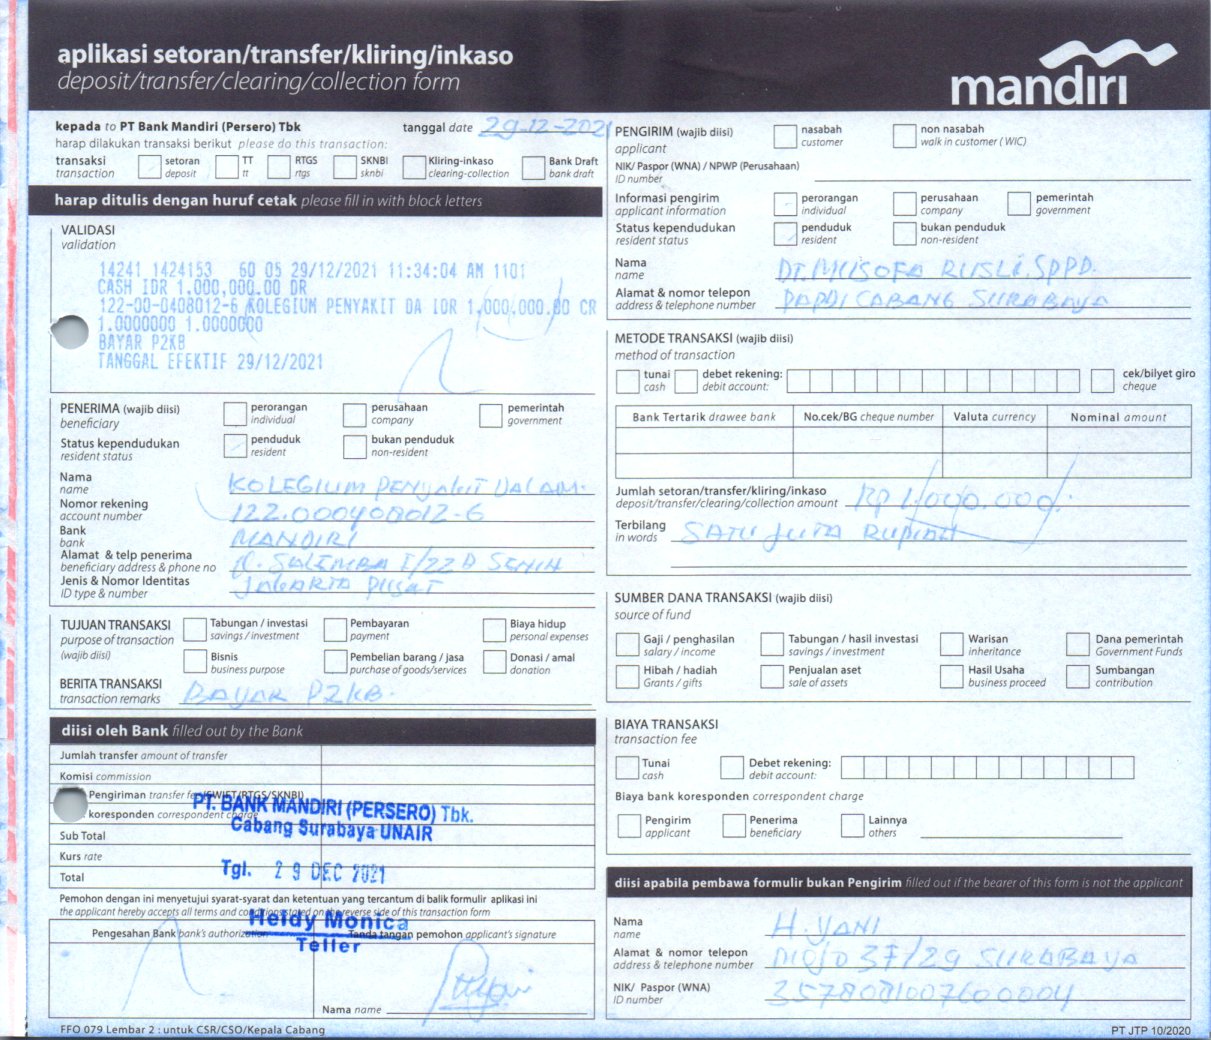 aplikasi setoran/transfer/kliring/inkaso
deposit/transfer/clearing/collection form
mandiri
kepada to PT Bank Mandiri (Persero) Tbk
tanggal date 29-12-2021
harap dilakukan transaksi berikut please do this transaction:
transaksi setoran TT RTGS SKNBI Kliring-inkaso Bank Draft
transaction deposit tt rtgs sknbi clearing-collection bank draft
harap ditulis dengan huruf cetak please fill in with block letters
VALIDASI
validation
14241 1424153 60 05 29/12/2021 11:34:04 AM 1101
CASH IDR 1.000,000.00 DR
122-00-0408012-6 KOLEGIUM PENYAKIT DA IDR 1,000,000.00 CR
1.0000000 1.0000000
BAYAR P2KB
TANGGAL EFEKTIF 29/12/2021
PENERIMA (wajib diisi) perorangan perusahaan pemerintah
beneficiary individual company government
Status kependudukan penduduk bukan penduduk
resident status resident non-resident
Nama KOLEGIUM PENYAKIT DALAM.
name
Nomor rekening 122.000408012-6
account number
Bank MANDIRI
bank
Alamat & telp penerima Jl. SALEMBA I/22 D SENIN
beneficiary address & phone no
Jenis & Nomor Identitas JAKARTA PUSAT
ID type & number
TUJUAN TRANSAKSI Tabungan / investasi Pembayaran Biaya hidup
purpose of transaction savings / investment payment personal expenses
(wajib diisi) Bisnis Pembelian barang / jasa Donasi / amal
business purpose purchase of goods/services donation
BERITA TRANSAKSI BAYAR P2KB.
transaction remarks
diisi oleh Bank filled out by the Bank
Jumlah transfer amount of transfer
Komisi commission
Pengiriman transfer fee (SWIFT/RTGS/SKNBI)
koresponden correspondent charge
Sub Total
Kurs rate
Total
PT. BANK MANDIRI (PERSERO) Tbk.
Cabang Surabaya UNAIR
Tgl. 29 DEC 2021
Pemohon dengan ini menyetujui syarat-syarat dan ketentuan yang tercantum di balik formulir aplikasi ini
the applicant hereby accepts all terms and conditions stated on the reverse side of this transaction form
Heidy Monica
Teller
Pengesahan Bank bank's authorization
Tanda tangan pemohon applicant's signature
Nama name
FFO 079 Lembar 2 : untuk CSR/CSO/Kepala Cabang
PENGIRIM (wajib diisi) nasabah non nasabah
applicant customer walk in customer ( WIC)
NIK/ Paspor (WNA) / NPWP (Perusahaan)
ID number
Informasi pengirim perorangan perusahaan pemerintah
applicant information individual company government
Status kependudukan penduduk bukan penduduk
resident status resident non-resident
Nama DT. MUSOFA RUSLI. SPPD.
name
Alamat & nomor telepon PAPDI CABANG SURABAYA
address & telephone number
METODE TRANSAKSI (wajib diisi)
method of transaction
tunai debet rekening: cek/bilyet giro
cash debit account: cheque
Bank Tertarik drawee bank No.cek/BG cheque number Valuta currency Nominal amount
Jumlah setoran/transfer/kliring/inkaso Rp 1.000.000.
deposit/transfer/clearing/collection amount
Terbilang SATU JUTA RUPIAH
in words
SUMBER DANA TRANSAKSI (wajib diisi)
source of fund
Gaji / penghasilan Tabungan / hasil investasi Warisan Dana pemerintah
salary / income savings / investment inheritance Government Funds
Hibah / hadiah Penjualan aset Hasil Usaha Sumbangan
Grants / gifts sale of assets business proceed contribution
BIAYA TRANSAKSI
transaction fee
Tunai Debet rekening:
cash debit account:
Biaya bank koresponden correspondent charge
Pengirim Penerima Lainnya
applicant beneficiary others
diisi apabila pembawa formulir bukan Pengirim filled out if the bearer of this form is not the applicant
Nama H YANI
name
Alamat & nomor telepon MOJO 37/29 SURABAYA
address & telephone number
NIK/ Paspor (WNA) 3578081007600004
ID number
PT JTP 10/2020